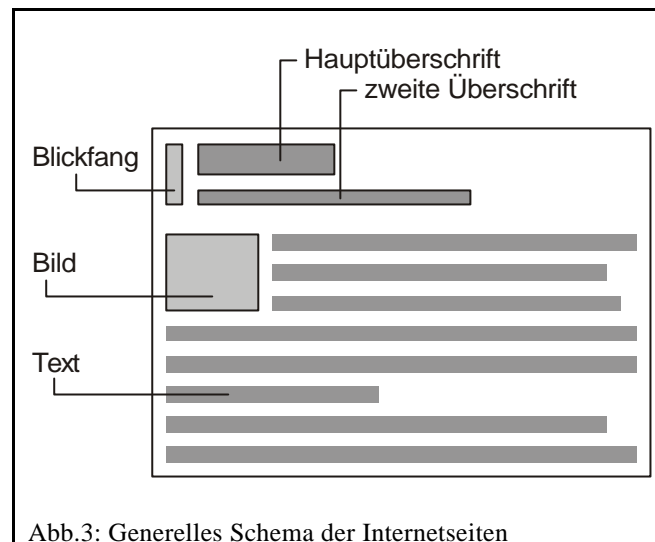 Hauptüberschrift
zweite Überschrift
Blickfang
Bild
Text
Abb.3: Generelles Schema der Internetseiten